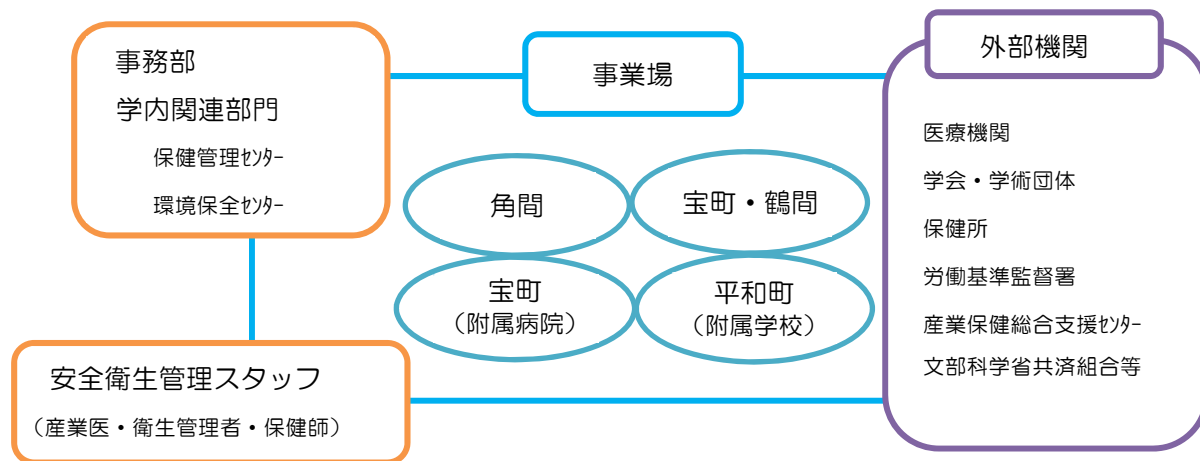 事務部
学内関連部門
保健管理ｾﾝﾀｰ
環境保全ｾﾝﾀｰ
事業場
角間
宝町・鶴間
宝町
（附属病院）
平和町
（附属学校）
外部機関
医療機関
学会・学術団体
保健所
労働基準監督署
産業保健総合支援ｾﾝﾀｰ
文部科学省共済組合等
安全衛生管理スタッフ
（産業医・衛生管理者・保健師）